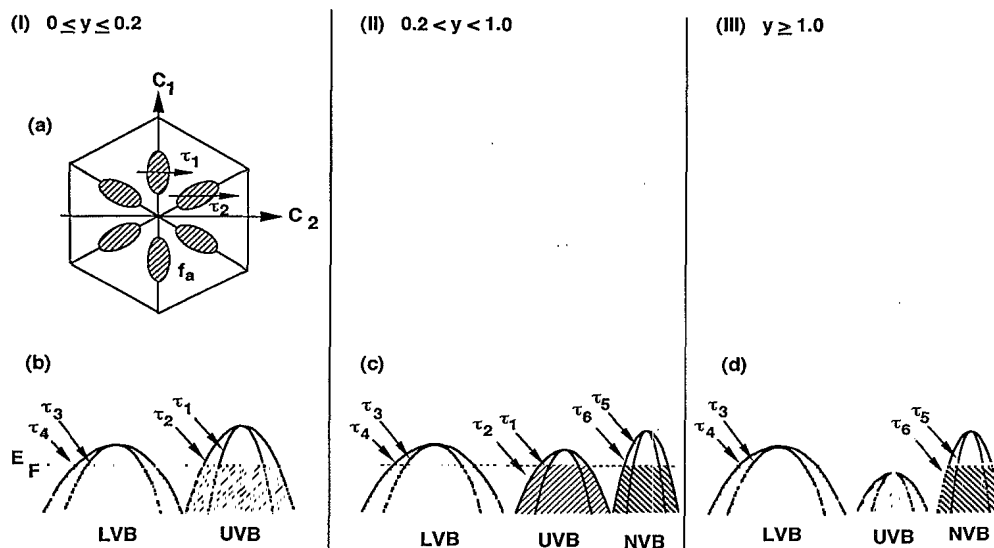 (I) 0 ≤ y ≤ 0.2
(II) 0.2 < y < 1.0
(III) y ≥ 1.0
C1
(a)
τ1
τ2
C2
fa
(b)
(c)
(d)
τ3
τ4
τ1
τ2
τ3
τ4
τ2
τ1
τ5
τ6
τ3
τ4
τ5
τ6
EF
LVB
UVB
LVB
UVB
NVB
LVB
UVB
NVB